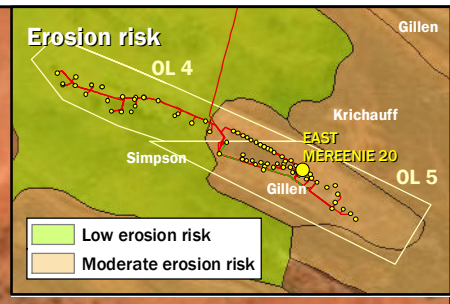 Erosion risk
Gillen
OL 4
Krichauff
EAST
MEREENIE 20
Simpson
Gillen
OL 5
Low erosion risk
Moderate erosion risk